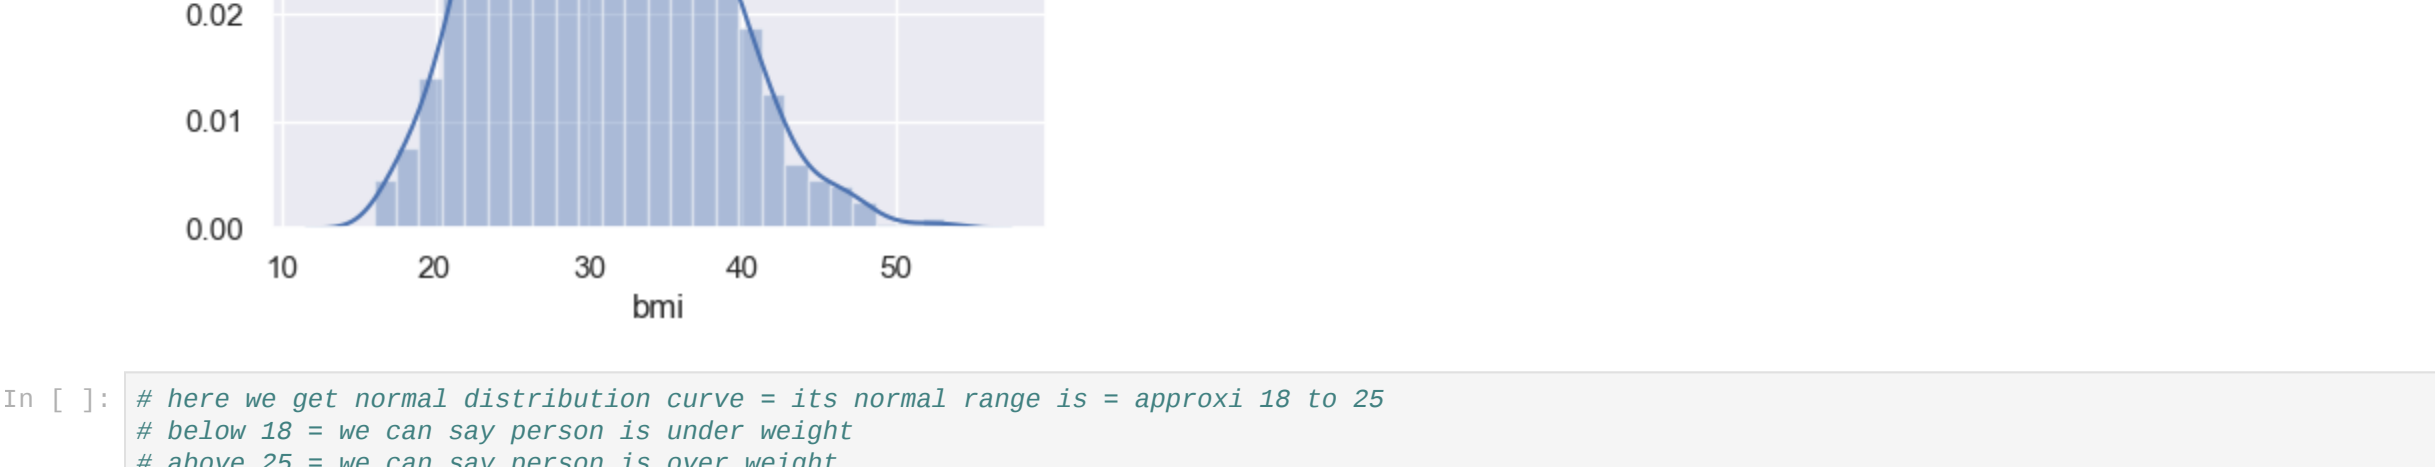 0.02
0.01
0.00
10 20 30 40 50
bmi
In [ ]: # here we get normal distribution curve = its normal range is = approxi 18 to 25
# below 18 = we can say person is under weight
# above 25 = we can say person is over weight